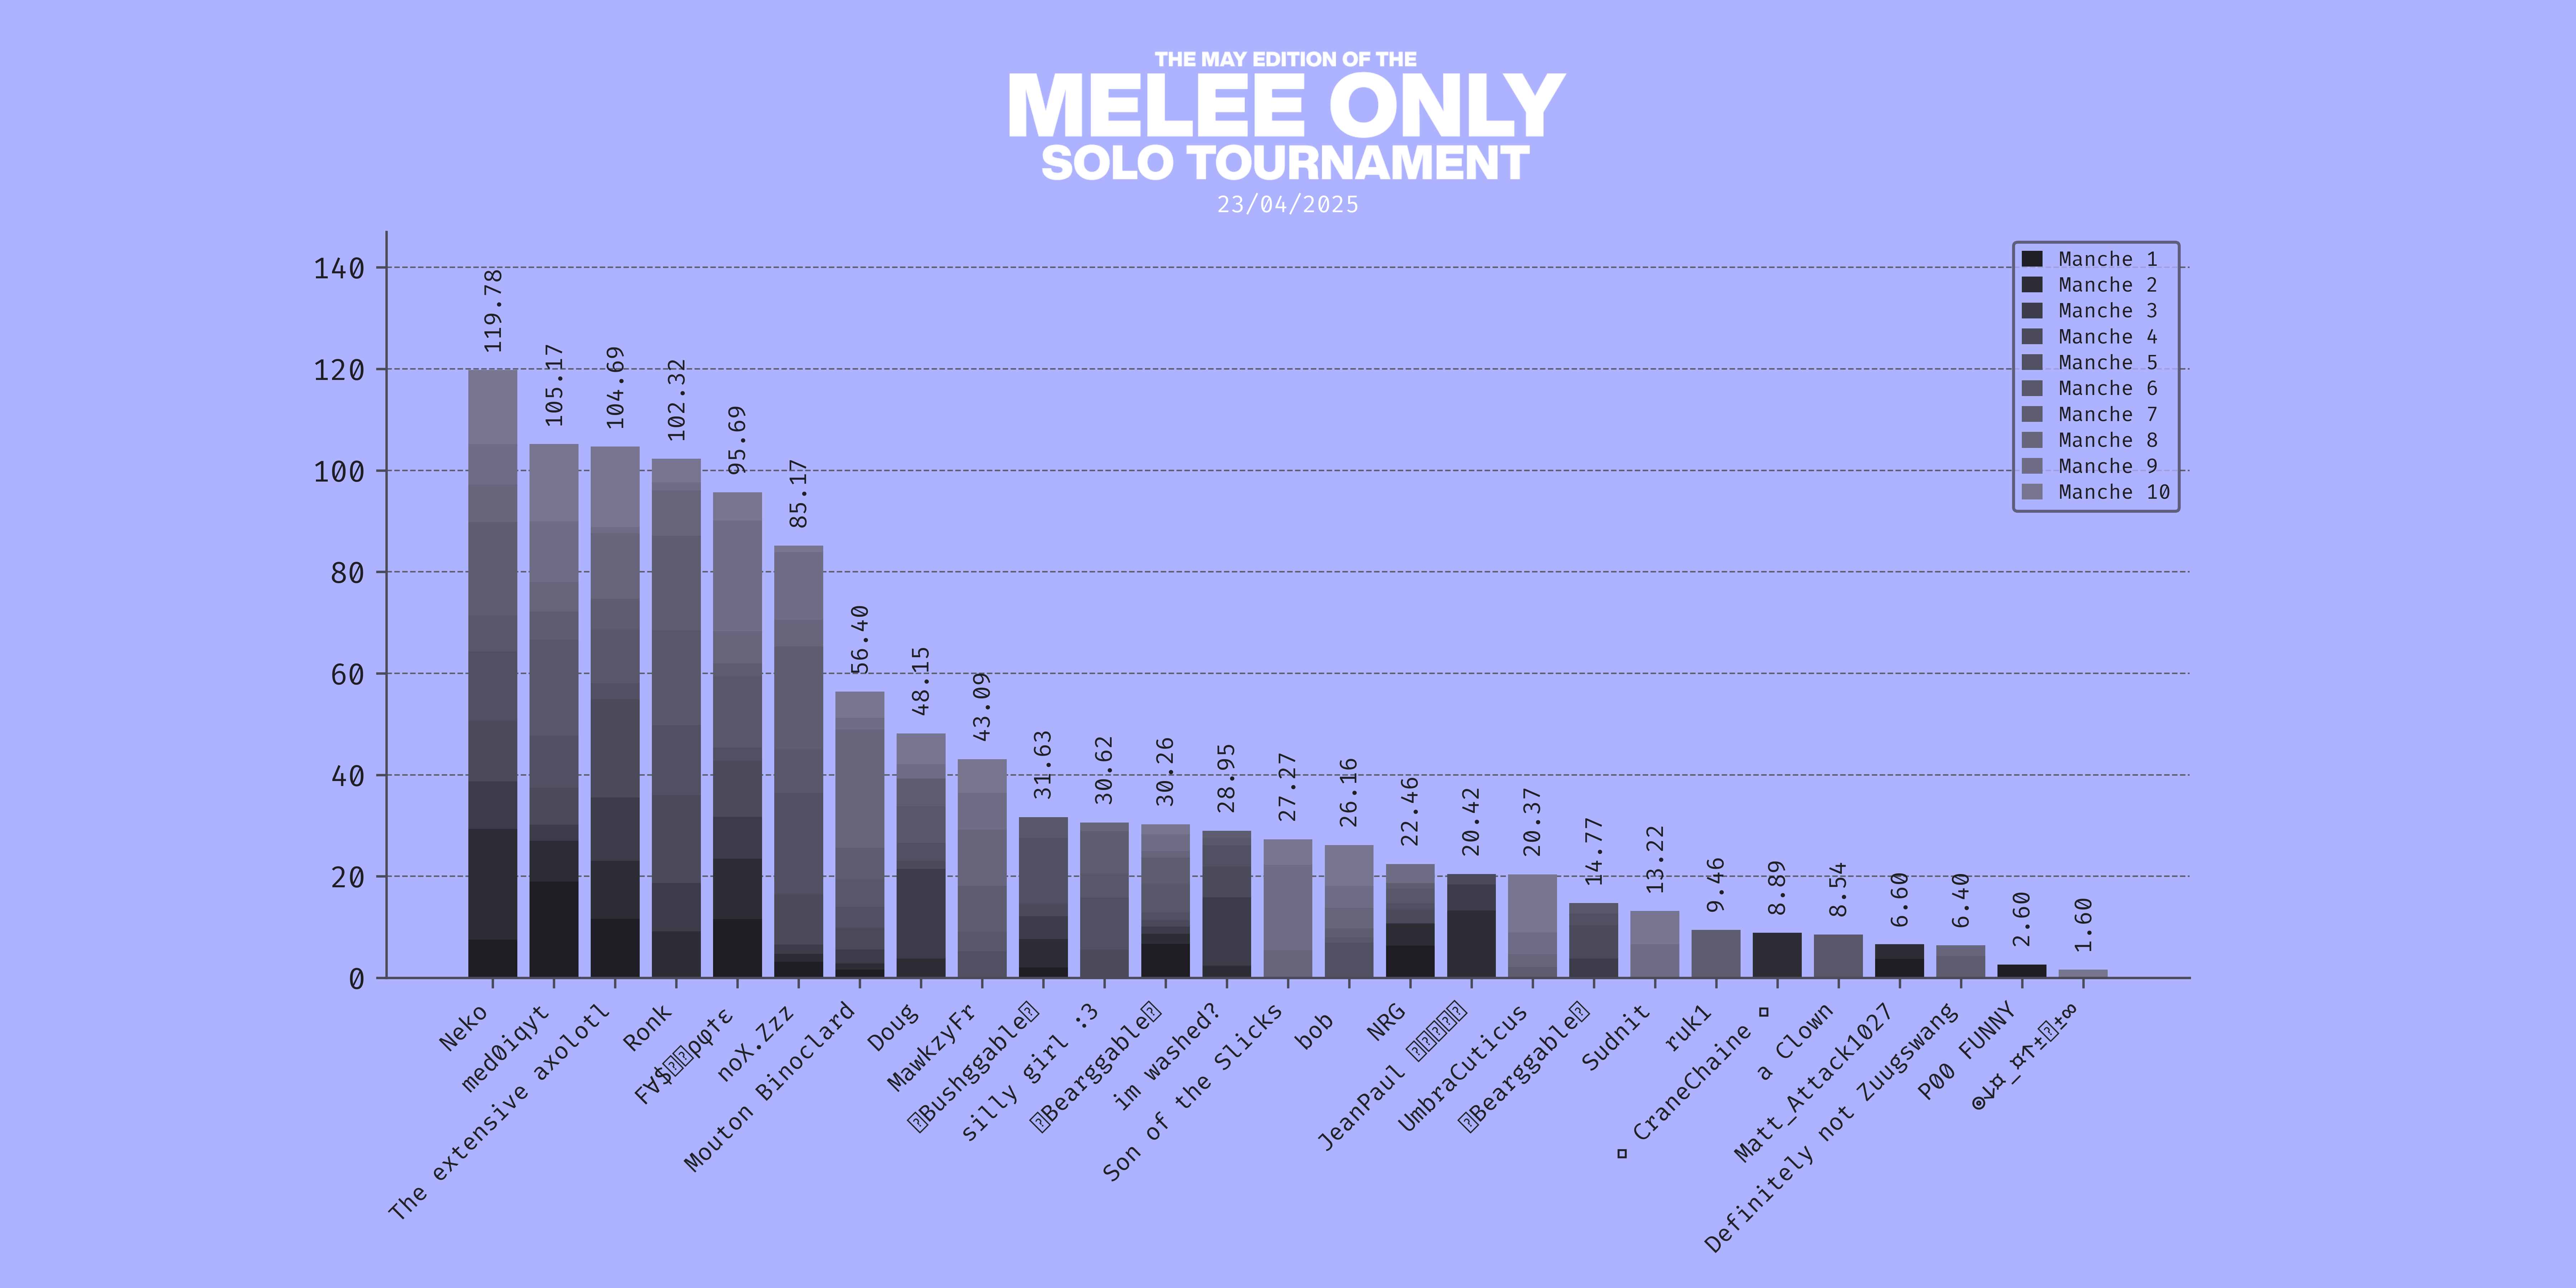 THE MAY EDITION OF THE
MELEE ONLY
SOLO TOURNAMENT
23/04/2025
140
120
100
80
60
40
20
0
119.78
105.17
104.69
102.32
95.69
85.17
56.40
48.15
43.09
31.63
30.62
30.26
28.95
27.27
26.16
22.46
20.42
20.37
14.77
13.22
9.46
8.89
8.54
6.60
6.40
2.60
1.60
Manche 1
Manche 2
Manche 3
Manche 4
Manche 5
Manche 6
Manche 7
Manche 8
Manche 9
Manche 10
Neko
med0iqyt
The extensive axolotl
Ronk
noX.Zzz
Mouton Binoclard
Doug
MawkzyFr
Bushggable
silly girl :3
Bearggable
im washed?
Son of the Slicks
bob
NRG
JeanPaul
UmbraCuticus
Bearggable
Sudnit
ruk1
CraneChaine
a Clown
Matt_Attack1027
Definitely not Zuugswang
P00 FUNNY